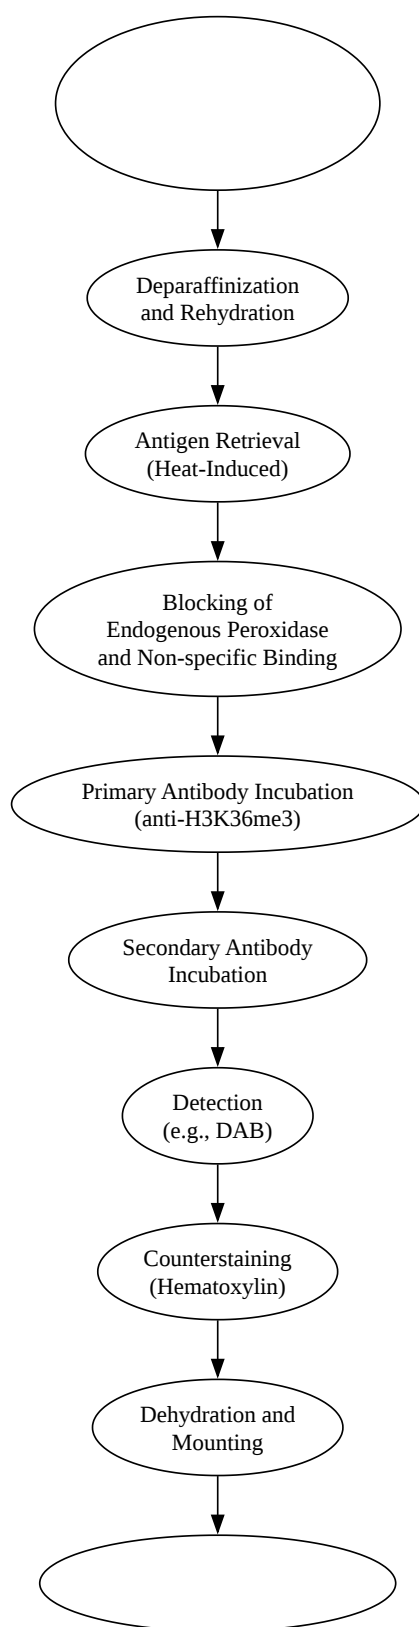 Deparaffinization
and Rehydration
Antigen Retrieval
(Heat-Induced)
Blocking of
Endogenous Peroxidase
and Non-specific Binding
Primary Antibody Incubation
(anti-H3K36me3)
Secondary Antibody
Incubation
Detection
(e.g., DAB)
Counterstaining
(Hematoxylin)
Dehydration and
Mounting